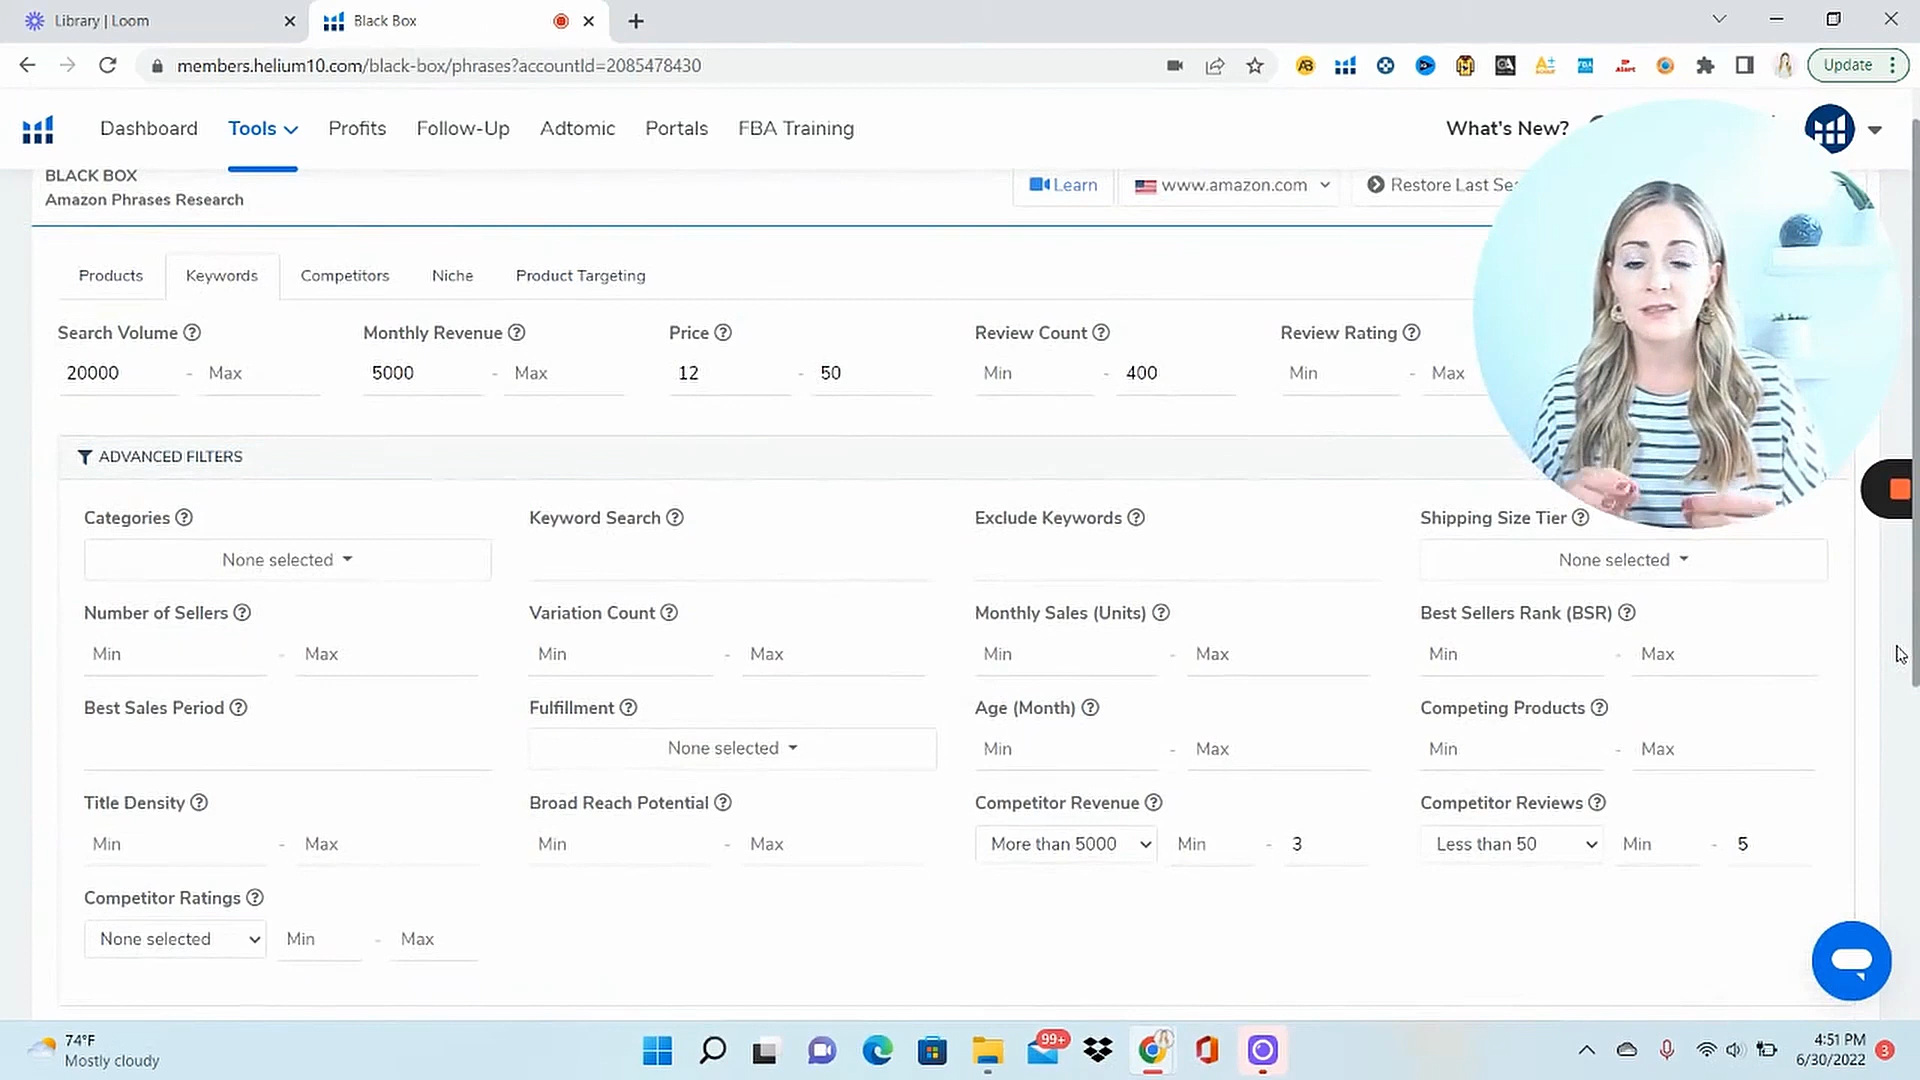 Library | Loom
Black Box
members.helium10.com/black-box/phrases?accountId=2085478430
Update
Dashboard Tools Profits Follow-Up Adtomic Portals FBA Training
What's New?
BLACK BOX
Amazon Phrases Research
Learn
www.amazon.com
Restore Last Sea
Products Keywords Competitors Niche Product Targeting
Search Volume Monthly Revenue Price Review Count Review Rating
20000 - Max 5000 - Max 12 - 50 Min - 400 Min - Max
ADVANCED FILTERS
Categories Keyword Search Exclude Keywords Shipping Size Tier
None selected None selected
Number of Sellers Variation Count Monthly Sales (Units) Best Sellers Rank (BSR)
Min - Max Min - Max Min - Max Min - Max
Best Sales Period Fulfillment Age (Month) Competing Products
None selected Min - Max Min - Max
Title Density Broad Reach Potential Competitor Revenue Competitor Reviews
Min - Max Min - Max More than 5000 Min - 3 Less than 50 Min - 5
Competitor Ratings
None selected Min - Max
74°F
Mostly cloudy
99+
4:51 PM
6/30/2022
3